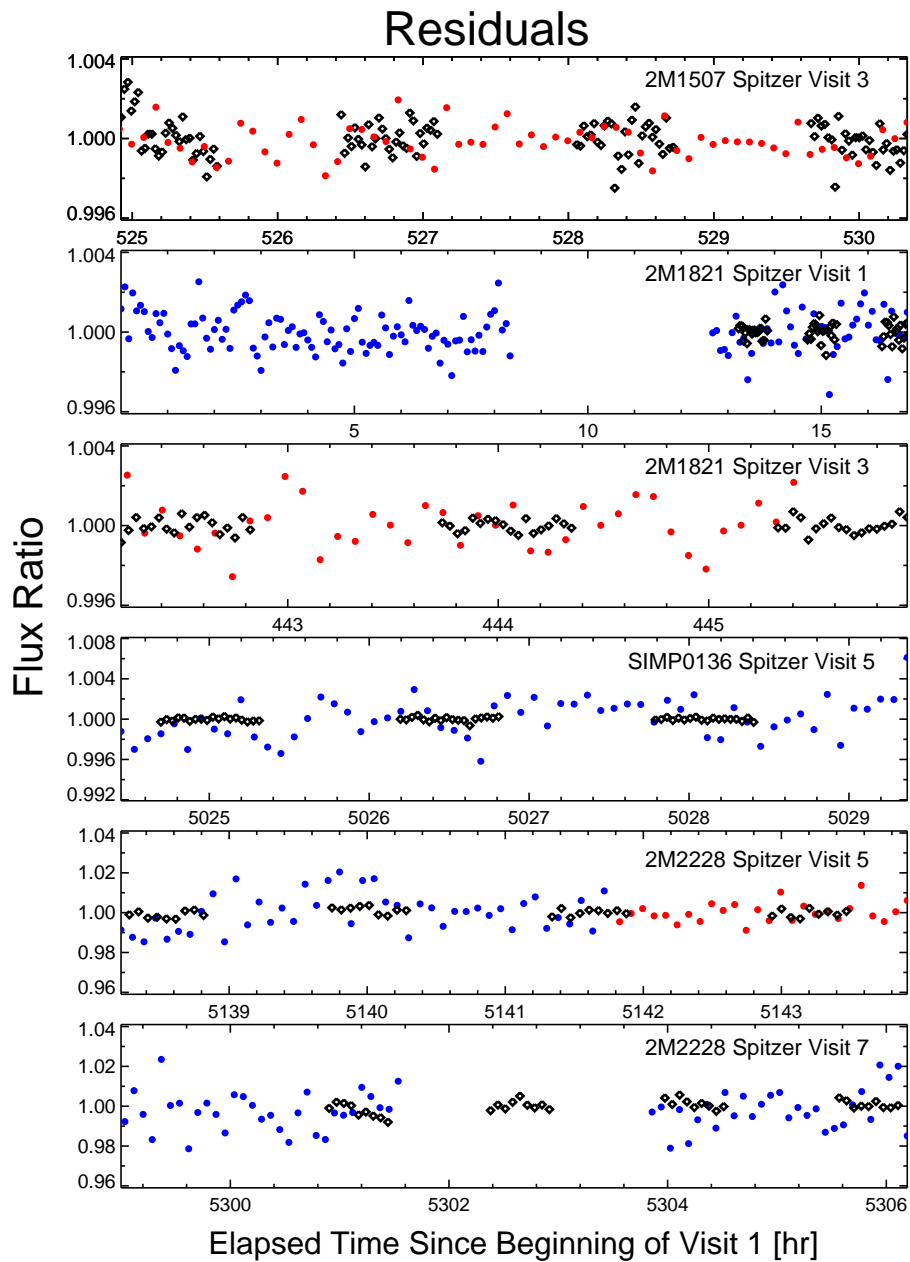 Residuals
Flux Ratio
1.004
1.000
0.996
2M1507 Spitzer Visit 3
525 526 527 528 529 530
1.004
1.000
0.996
2M1821 Spitzer Visit 1
5 10 15
1.004
1.000
0.996
2M1821 Spitzer Visit 3
443 444 445
1.008
1.004
1.000
0.996
0.992
SIMP0136 Spitzer Visit 5
5025 5026 5027 5028 5029
1.04
1.02
1.00
0.98
0.96
2M2228 Spitzer Visit 5
5139 5140 5141 5142 5143
1.04
1.02
1.00
0.98
0.96
2M2228 Spitzer Visit 7
5300 5302 5304 5306
Elapsed Time Since Beginning of Visit 1 [hr]